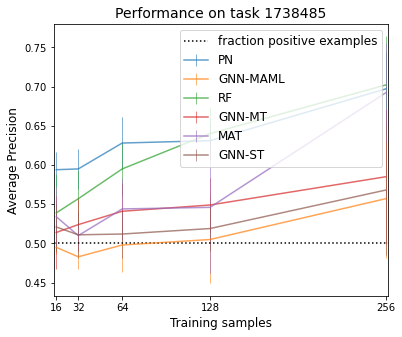 Performance on task 1738485
fraction positive examples
PN
GNN-MAML
RF
GNN-MT
MAT
GNN-ST
Average Precision
0.75
0.70
0.65
0.60
0.55
0.50
0.45
16 32 64 128 256
Training samples